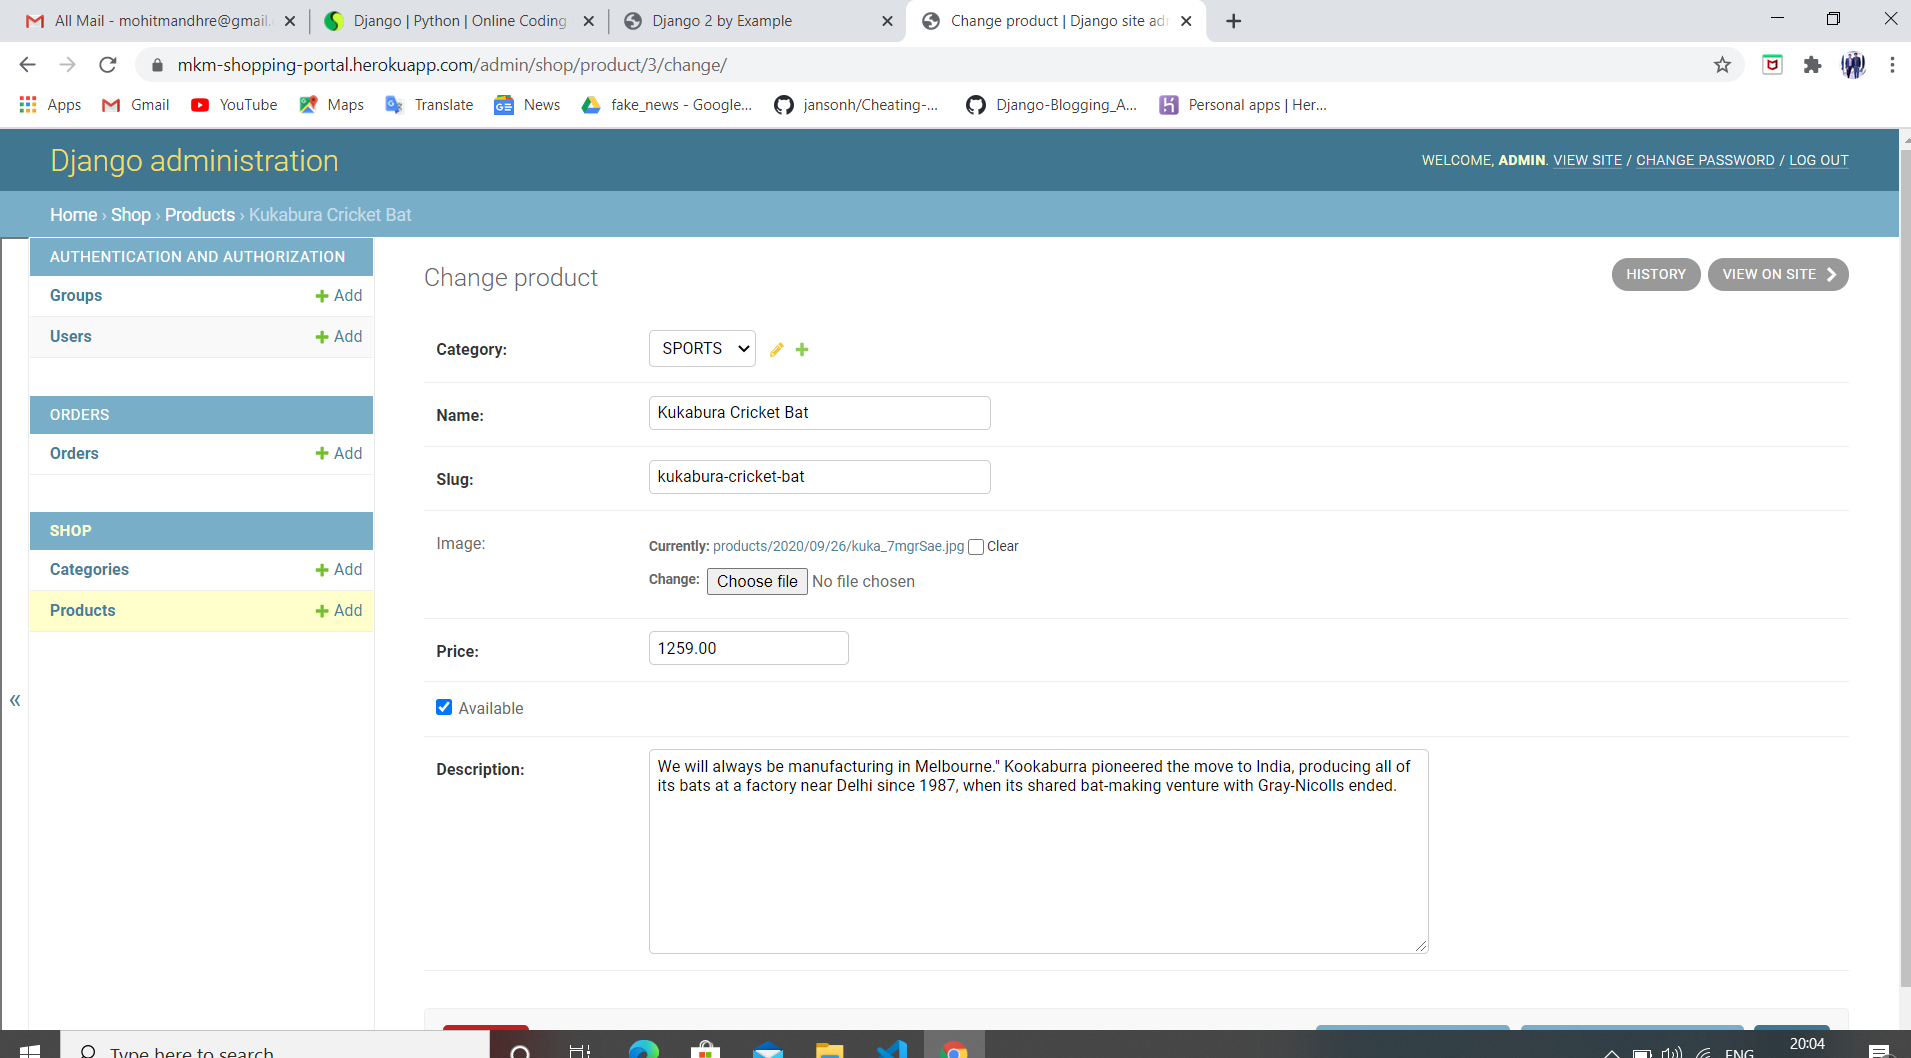 All Mail - mohitmandhre@gmail.
Django | Python | Online Coding
Django 2 by Example
Change product | Django site adr
mkm-shopping-portal.herokuapp.com/admin/shop/product/3/change/
Apps Gmail YouTube Maps Translate News fake_news - Google... jansonh/Cheating-... Django-Blogging_A... Personal apps | Her...
Django administration
WELCOME, ADMIN. VIEW SITE / CHANGE PASSWORD / LOG OUT
Home › Shop › Products › Kukabura Cricket Bat
AUTHENTICATION AND AUTHORIZATION
Groups Add
Users Add
ORDERS
Orders Add
SHOP
Categories Add
Products Add
«
Change product
HISTORY
VIEW ON SITE
Category: SPORTS
Name: Kukabura Cricket Bat
Slug: kukabura-cricket-bat
Image: Currently: products/2020/09/26/kuka_7mgrSae.jpg Clear
Change: Choose file No file chosen
Price: 1259.00
Available
Description: We will always be manufacturing in Melbourne." Kookaburra pioneered the move to India, producing all of
its bats at a factory near Delhi since 1987, when its shared bat-making venture with Gray-Nicolls ended.
Type here to search
ENG
20:04